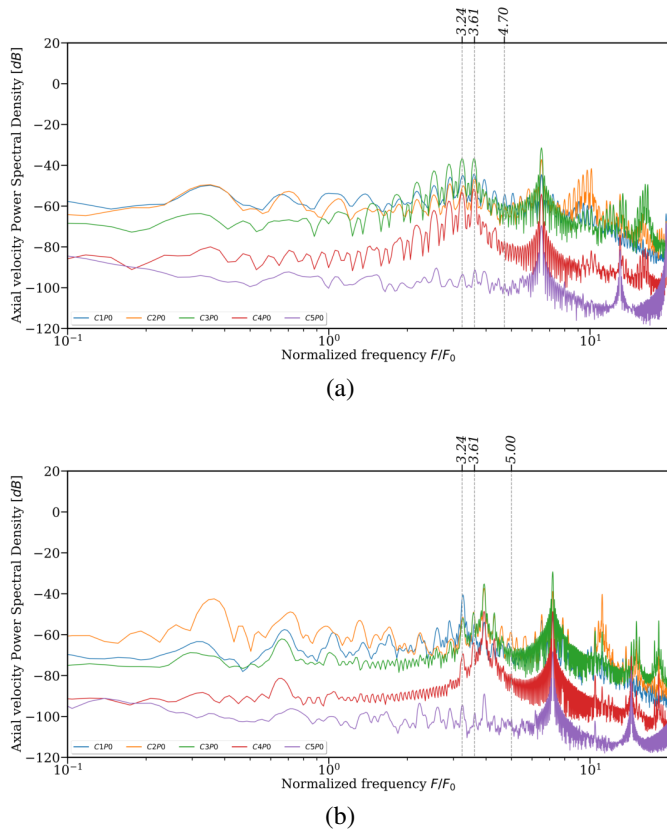 (a)
3.24
3.61
4.70
20
0
−20
−40
−60
−80
−100
−120
Axial velocity Power Spectral Density [dB]
C1P0 C2P0 C3P0 C4P0 C5P0
10⁻¹ 10⁰ 10¹
Normalized frequency F/F₀
(a)
3.24
3.61
5.00
20
0
−20
−40
−60
−80
−100
−120
Axial velocity Power Spectral Density [dB]
C1P0 C2P0 C3P0 C4P0 C5P0
10⁻¹ 10⁰ 10¹
Normalized frequency F/F₀
(b)